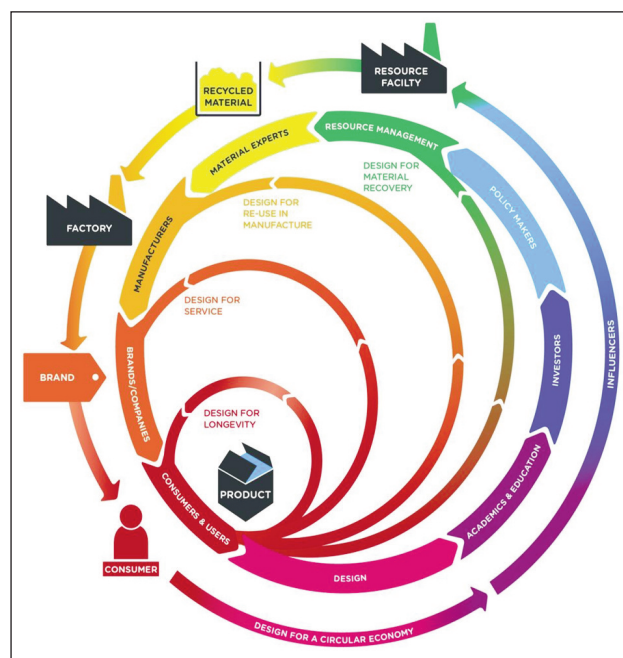 RESOURCE
FACILTY
RECYCLED
MATERIAL
RESOURCE MANAGEMENT
MATERIAL EXPERTS
DESIGN FOR
MATERIAL
RECOVERY
POLICY MAKERS
DESIGN FOR
RE-USE IN
MANUFACTURE
FACTORY
MANUFACTURERS
DESIGN FOR
SERVICE
INFLUENCERS
INVESTORS
BRAND
BRANDS/COMPANIES
DESIGN FOR
LONGEVITY
PRODUCT
CONSUMERS & USERS
ACADEMICS & EDUCATION
CONSUMER
DESIGN
DESIGN FOR A CIRCULAR ECONOMY